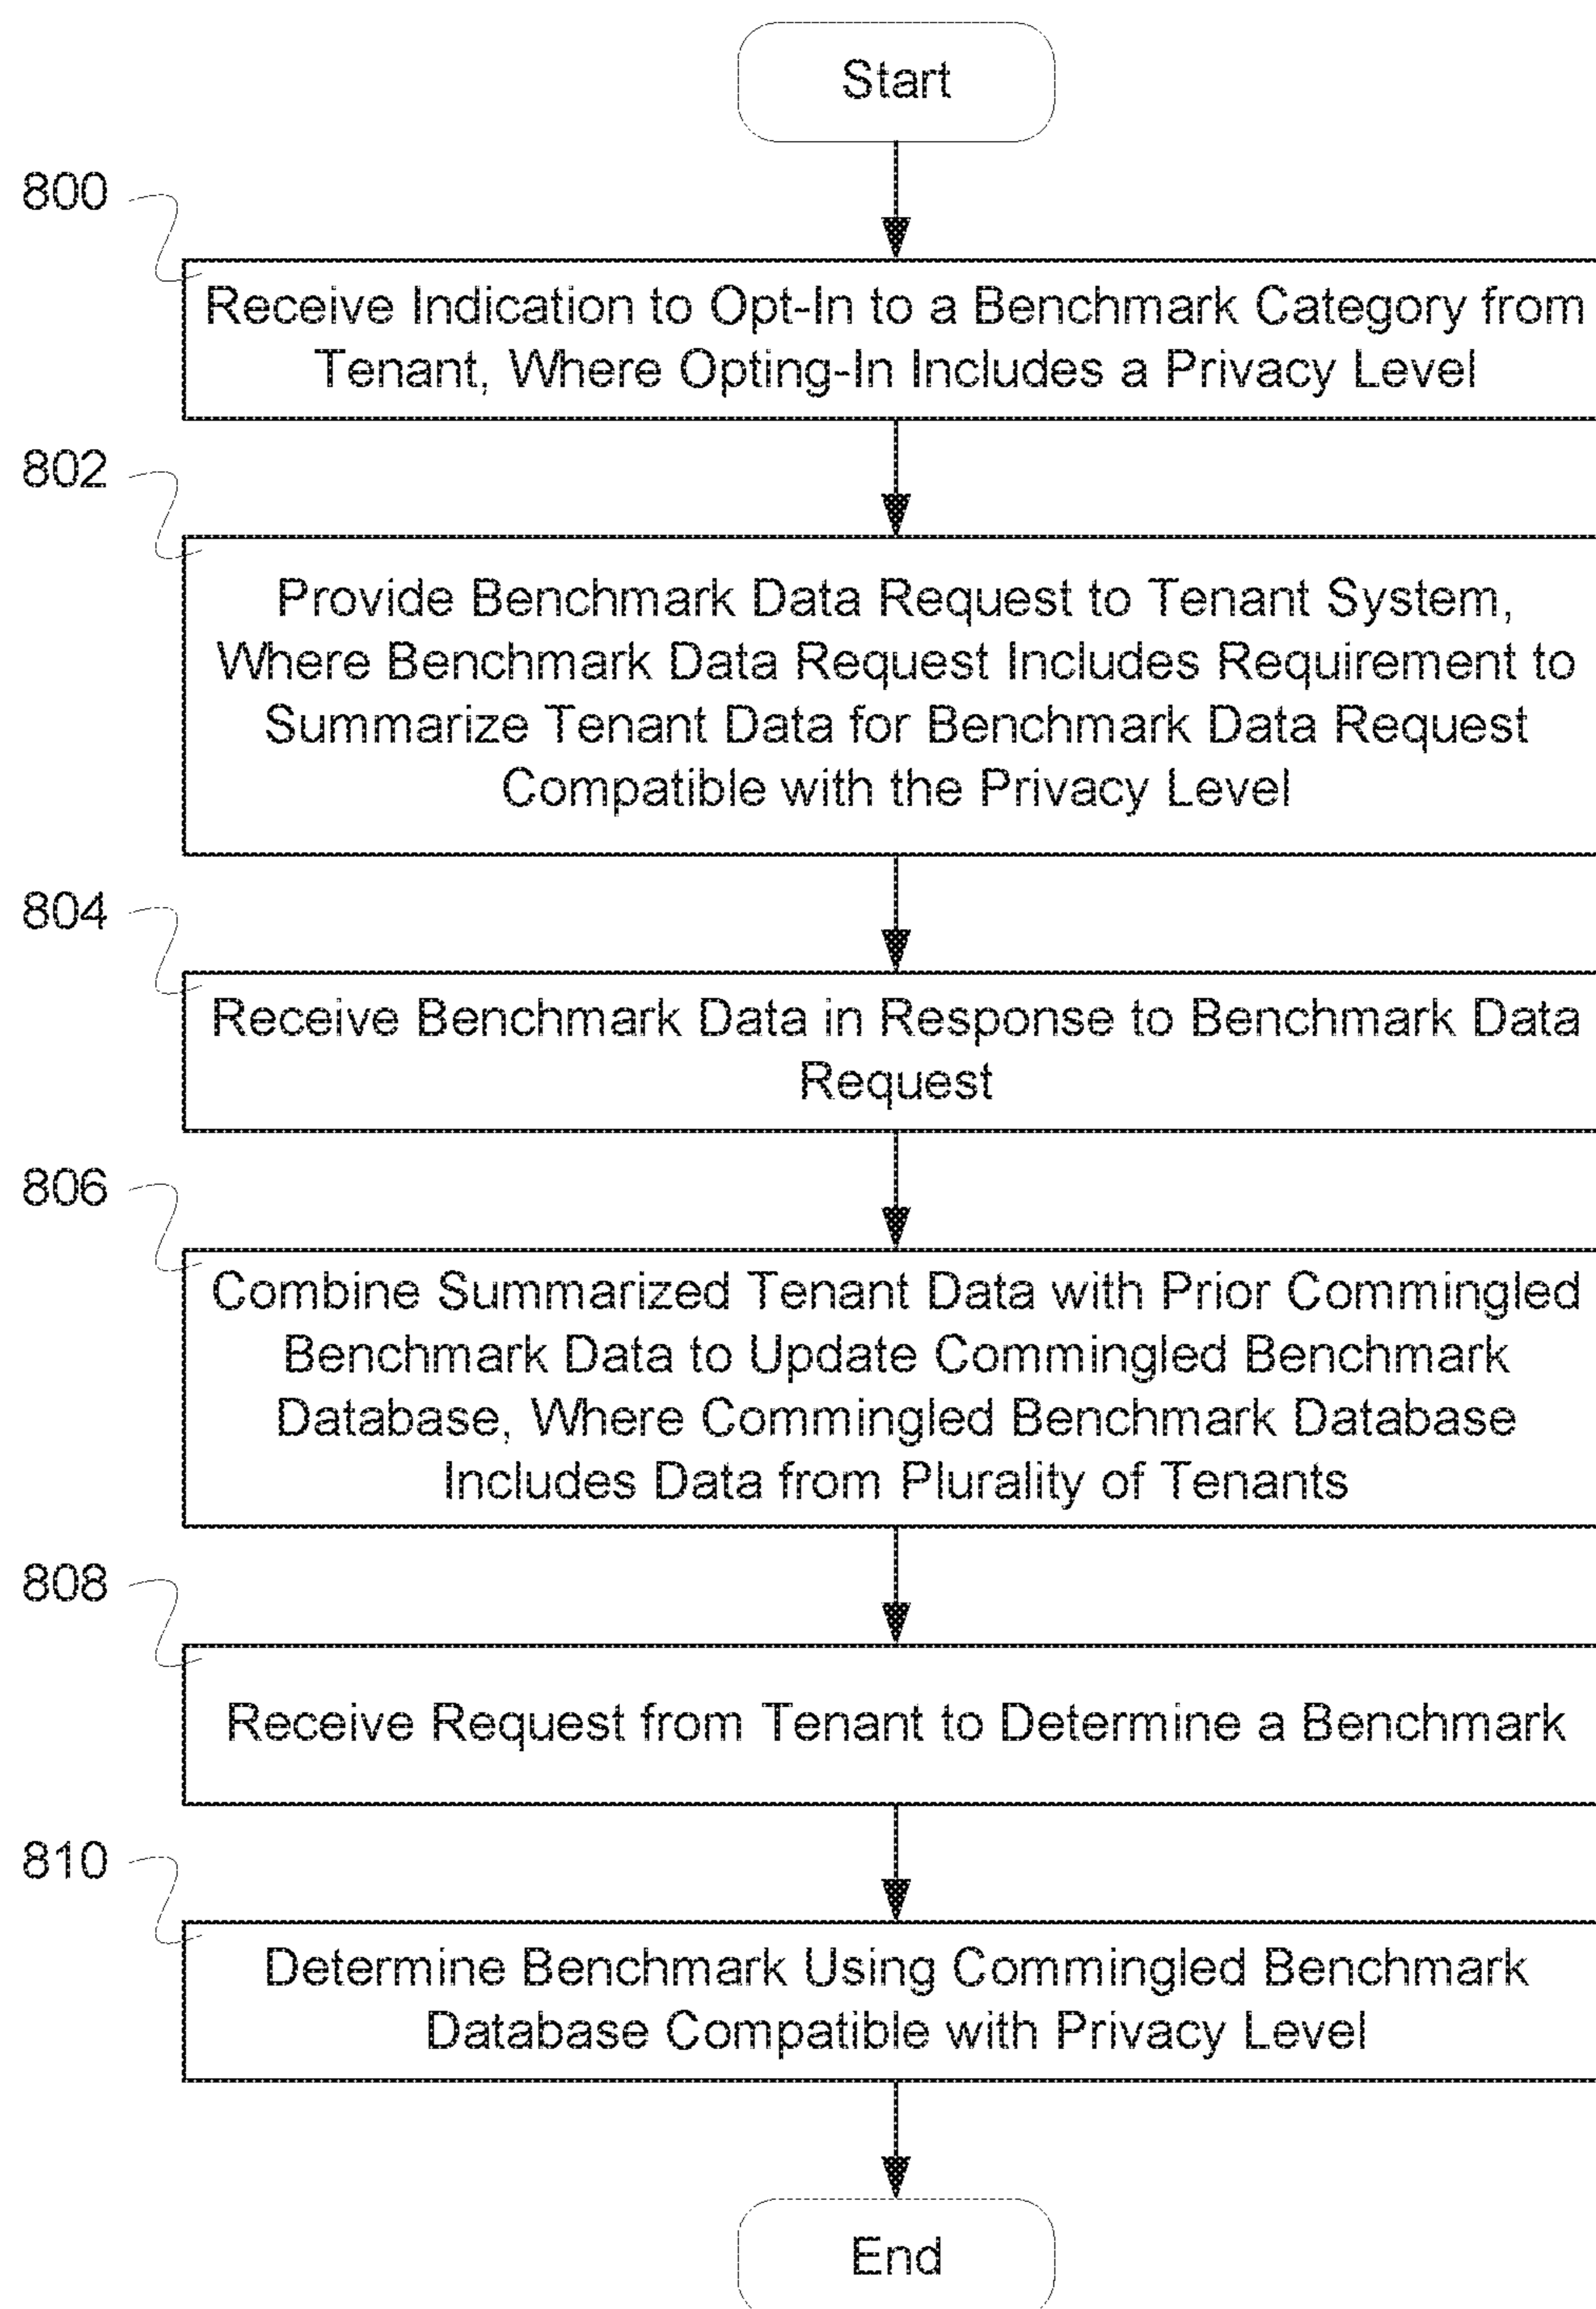 Start
800
Receive Indication to Opt-In to a Benchmark Category from
Tenant, Where Opting-In Includes a Privacy Level
802
Provide Benchmark Data Request to Tenant System,
Where Benchmark Data Request Includes Requirement to
Summarize Tenant Data for Benchmark Data Request
Compatible with the Privacy Level
804
Receive Benchmark Data in Response to Benchmark Data
Request
806
Combine Summarized Tenant Data with Prior Commingled
Benchmark Data to Update Commingled Benchmark
Database, Where Commingled Benchmark Database
Includes Data from Plurality of Tenants
808
Receive Request from Tenant to Determine a Benchmark
810
Determine Benchmark Using Commingled Benchmark
Database Compatible with Privacy Level
End